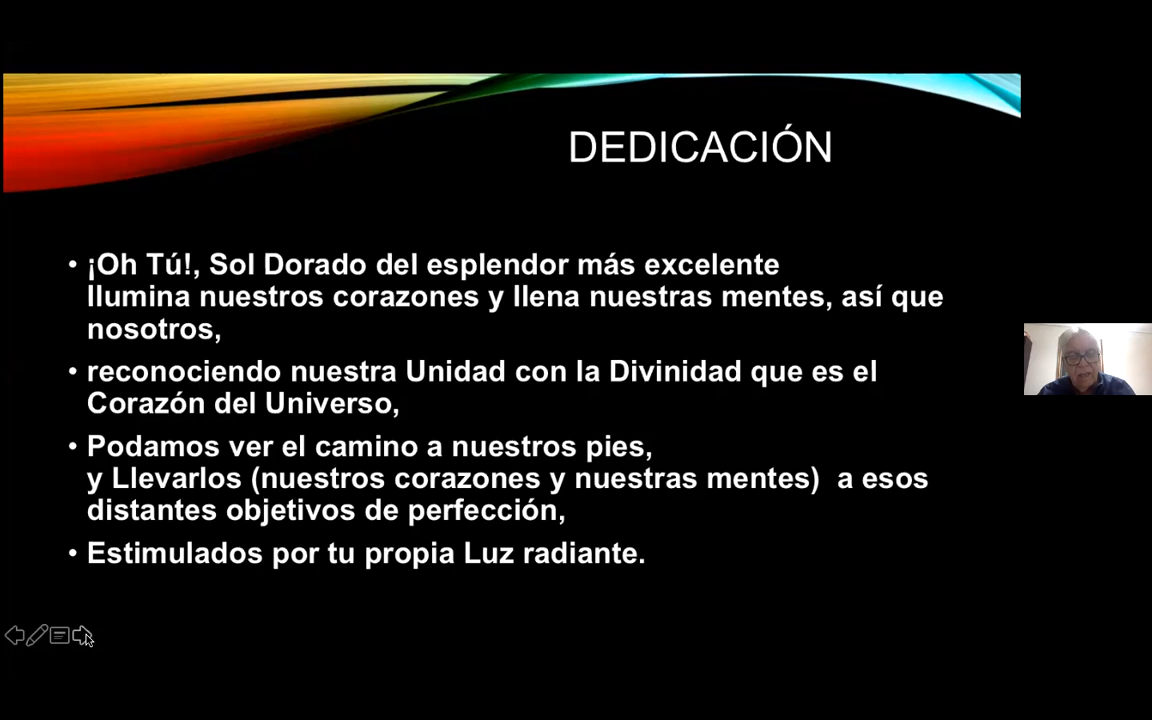 DEDICACIÓN
• ¡Oh Tú!, Sol Dorado del esplendor más excelente
Ilumina nuestros corazones y llena nuestras mentes, así que
nosotros,
• reconociendo nuestra Unidad con la Divinidad que es el
Corazón del Universo,
• Podamos ver el camino a nuestros pies,
y Llevarlos (nuestros corazones y nuestras mentes)  a esos
distantes objetivos de perfección,
• Estimulados por tu propia Luz radiante.